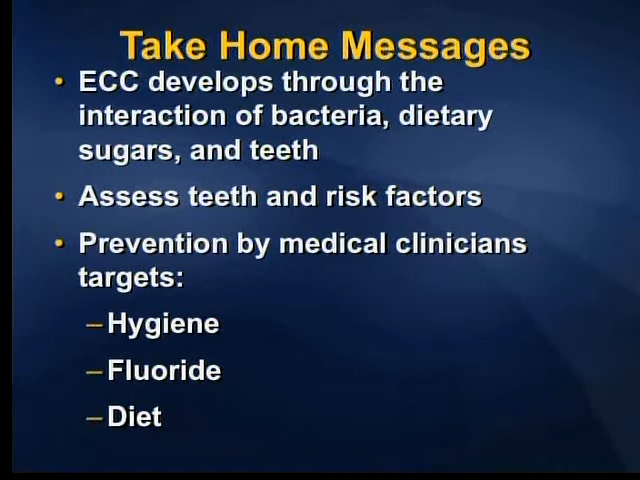 Take Home Messages
• ECC develops through the
interaction of bacteria, dietary
sugars, and teeth
• Assess teeth and risk factors
• Prevention by medical clinicians
targets:
– Hygiene
– Fluoride
– Diet